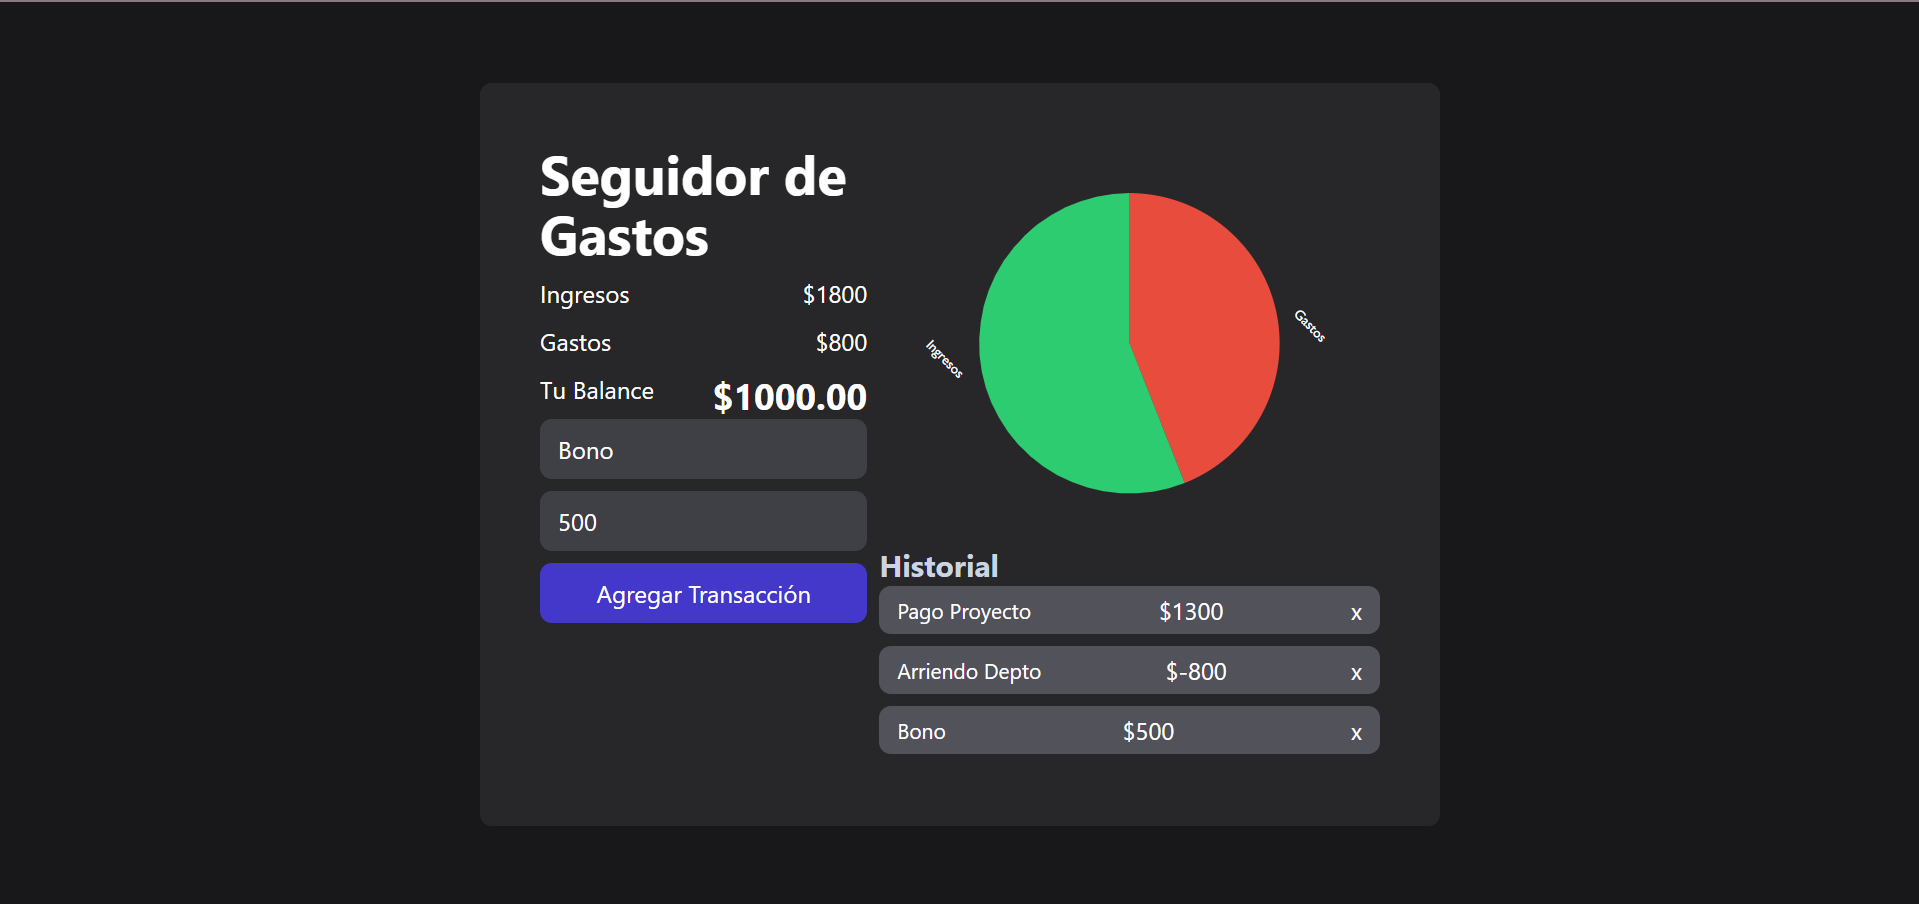 Seguidor de
Gastos
Ingresos $1800
Gastos $800
Tu Balance $1000.00
Bono
500
Agregar Transacción
Ingresos
Gastos
Historial
Pago Proyecto $1300 x
Arriendo Depto $-800 x
Bono $500 x